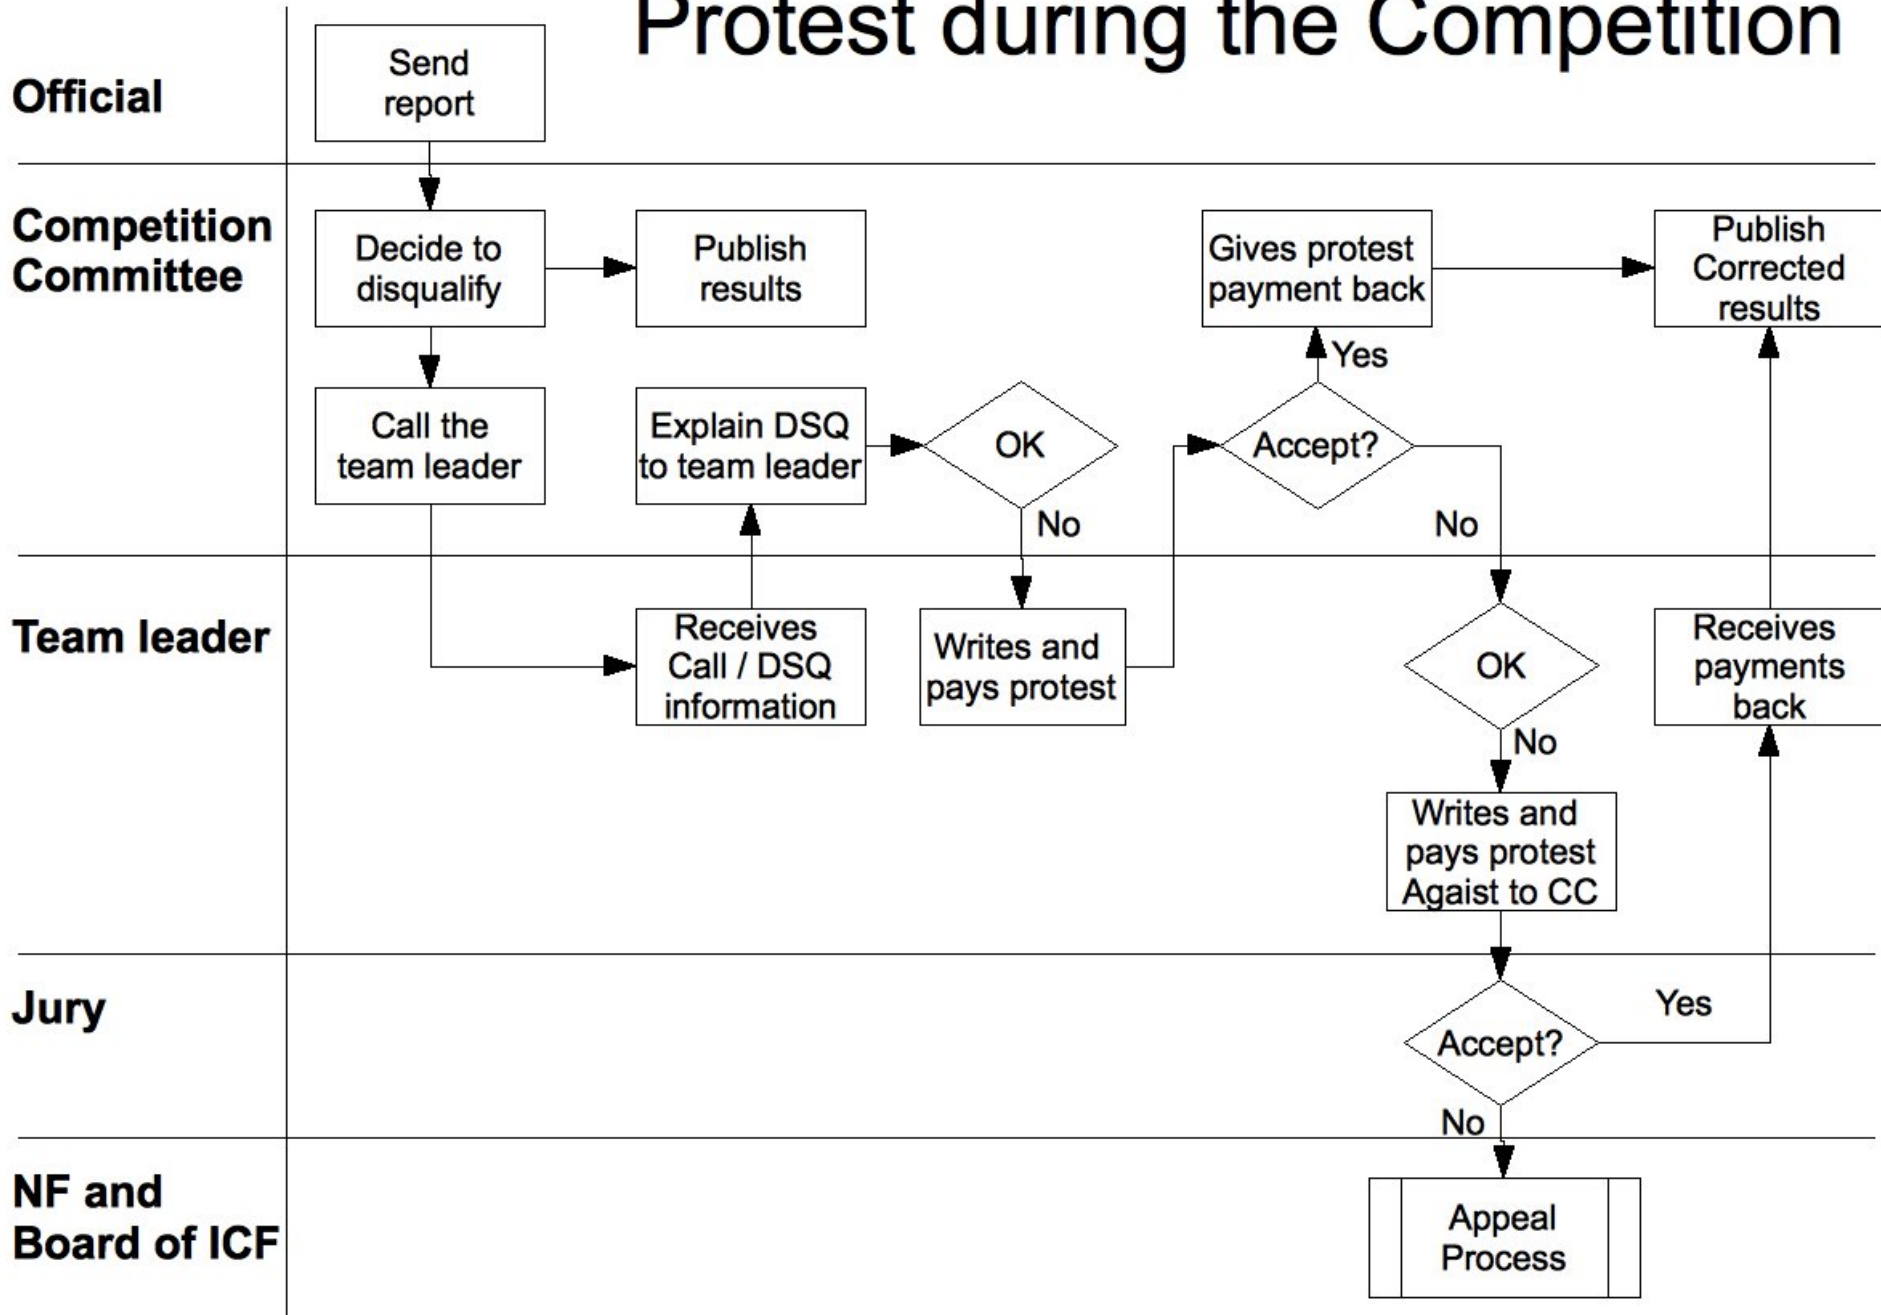 Protest during the Competition
Official
Send
report
Competition
Committee
Decide to
disqualify
Publish
results
Gives protest
payment back
Publish
Corrected
results
Yes
Call the
team leader
Explain DSQ
to team leader
OK
Accept?
No
No
Team leader
Receives
Call / DSQ
information
Writes and
pays protest
OK
Receives
payments
back
No
Writes and
pays protest
Agaist to CC
Jury
Accept?
Yes
No
NF and
Board of ICF
Appeal
Process